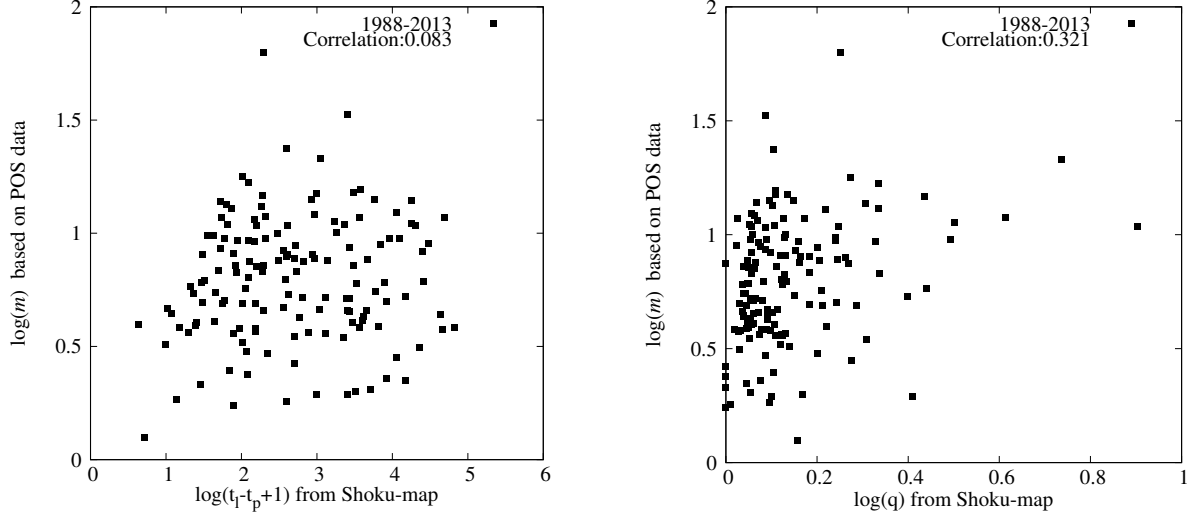 2
1.5
1
0.5
0
0 1 2 3 4 5 6
log(m) based on POS data
log(t_l-t_p+1) from Shoku-map
1988-2013
Correlation:0.083
2
1.5
1
0.5
0
0 0.2 0.4 0.6 0.8 1
log(m) based on POS data
log(q) from Shoku-map
1988-2013
Correlation:0.321